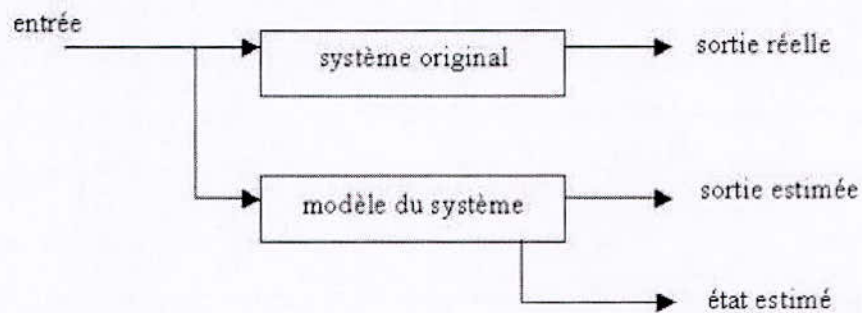 entrée
système original
sortie réelle
modèle du système
sortie estimée
état estimé